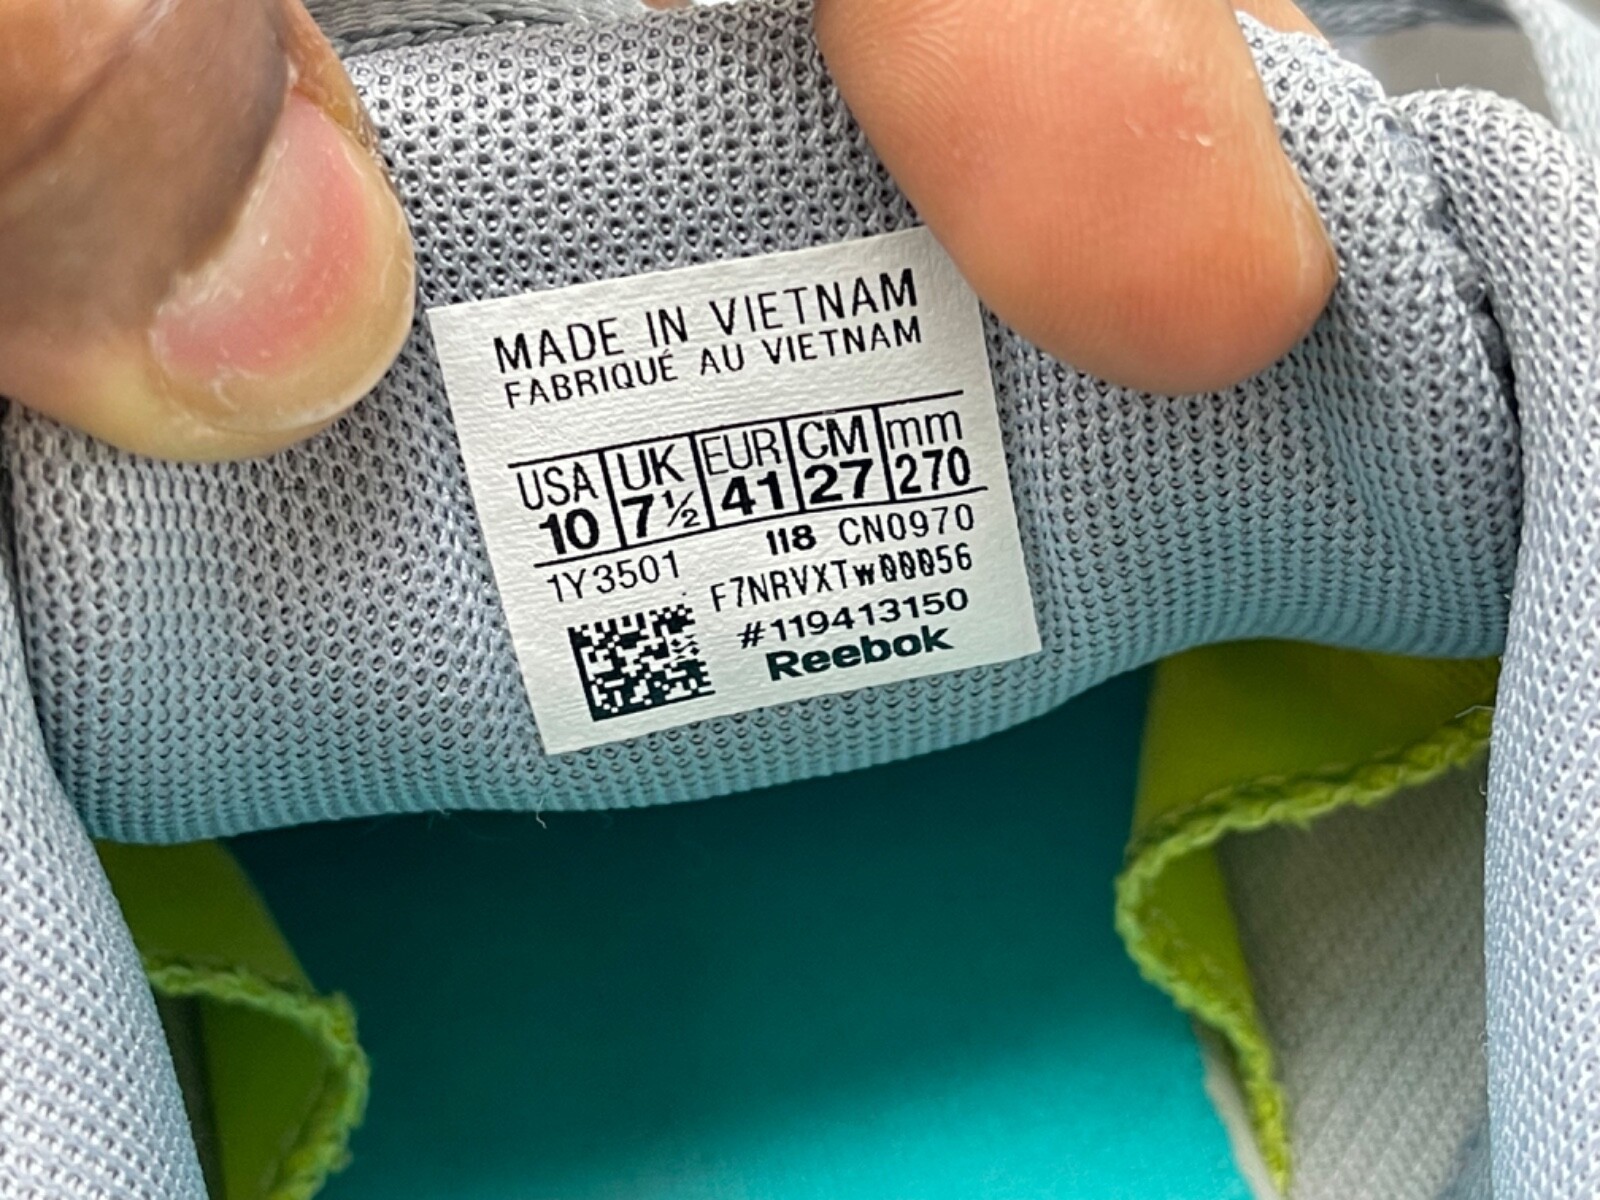 MADE IN VIETNAM
FABRIQUÉ AU VIETNAM
USA UK EUR CM mm
10 7½ 41 27 270
1Y3501 118 CN0970
F7NRVXTW00056
#119413150
Reebok